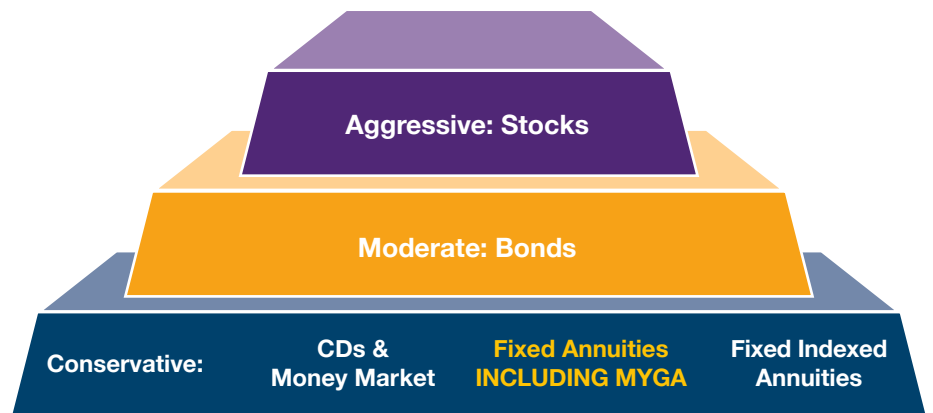 Aggressive: Stocks
Moderate: Bonds
Conservative:
CDs &
Money Market
Fixed Annuities
INCLUDING MYGA
Fixed Indexed
Annuities